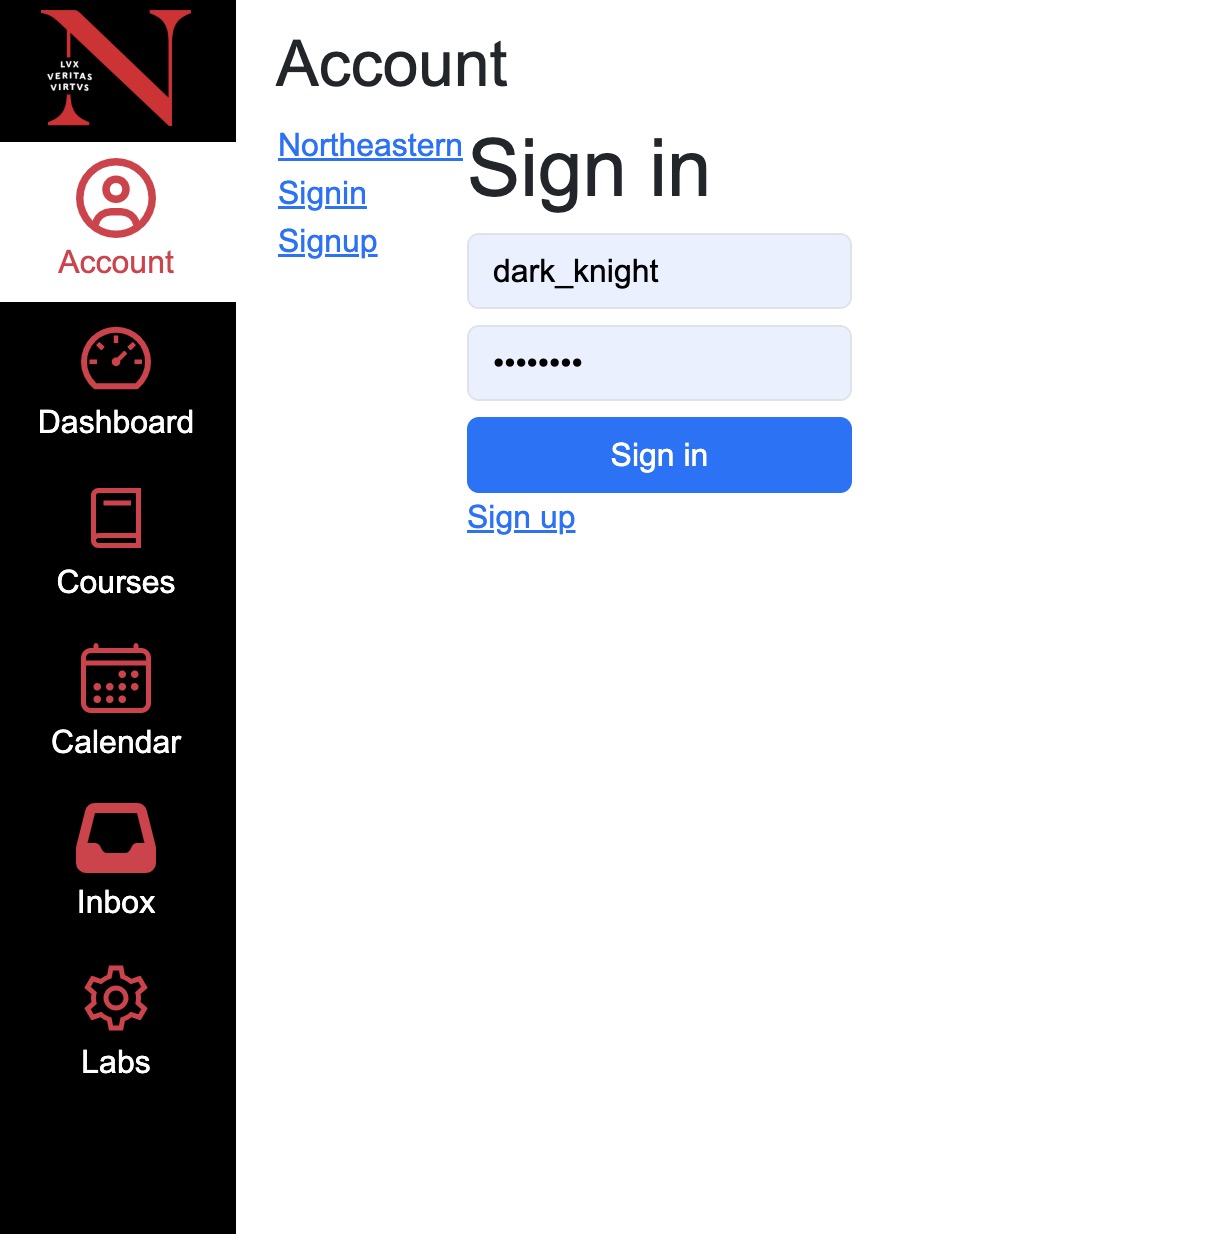 N
LVX
VERITAS
VIRTVS
Account
Dashboard
Courses
Calendar
Inbox
Labs
Account
Northeastern
Signin
Signup
Sign in
dark_knight
••••••••
Sign in
Sign up